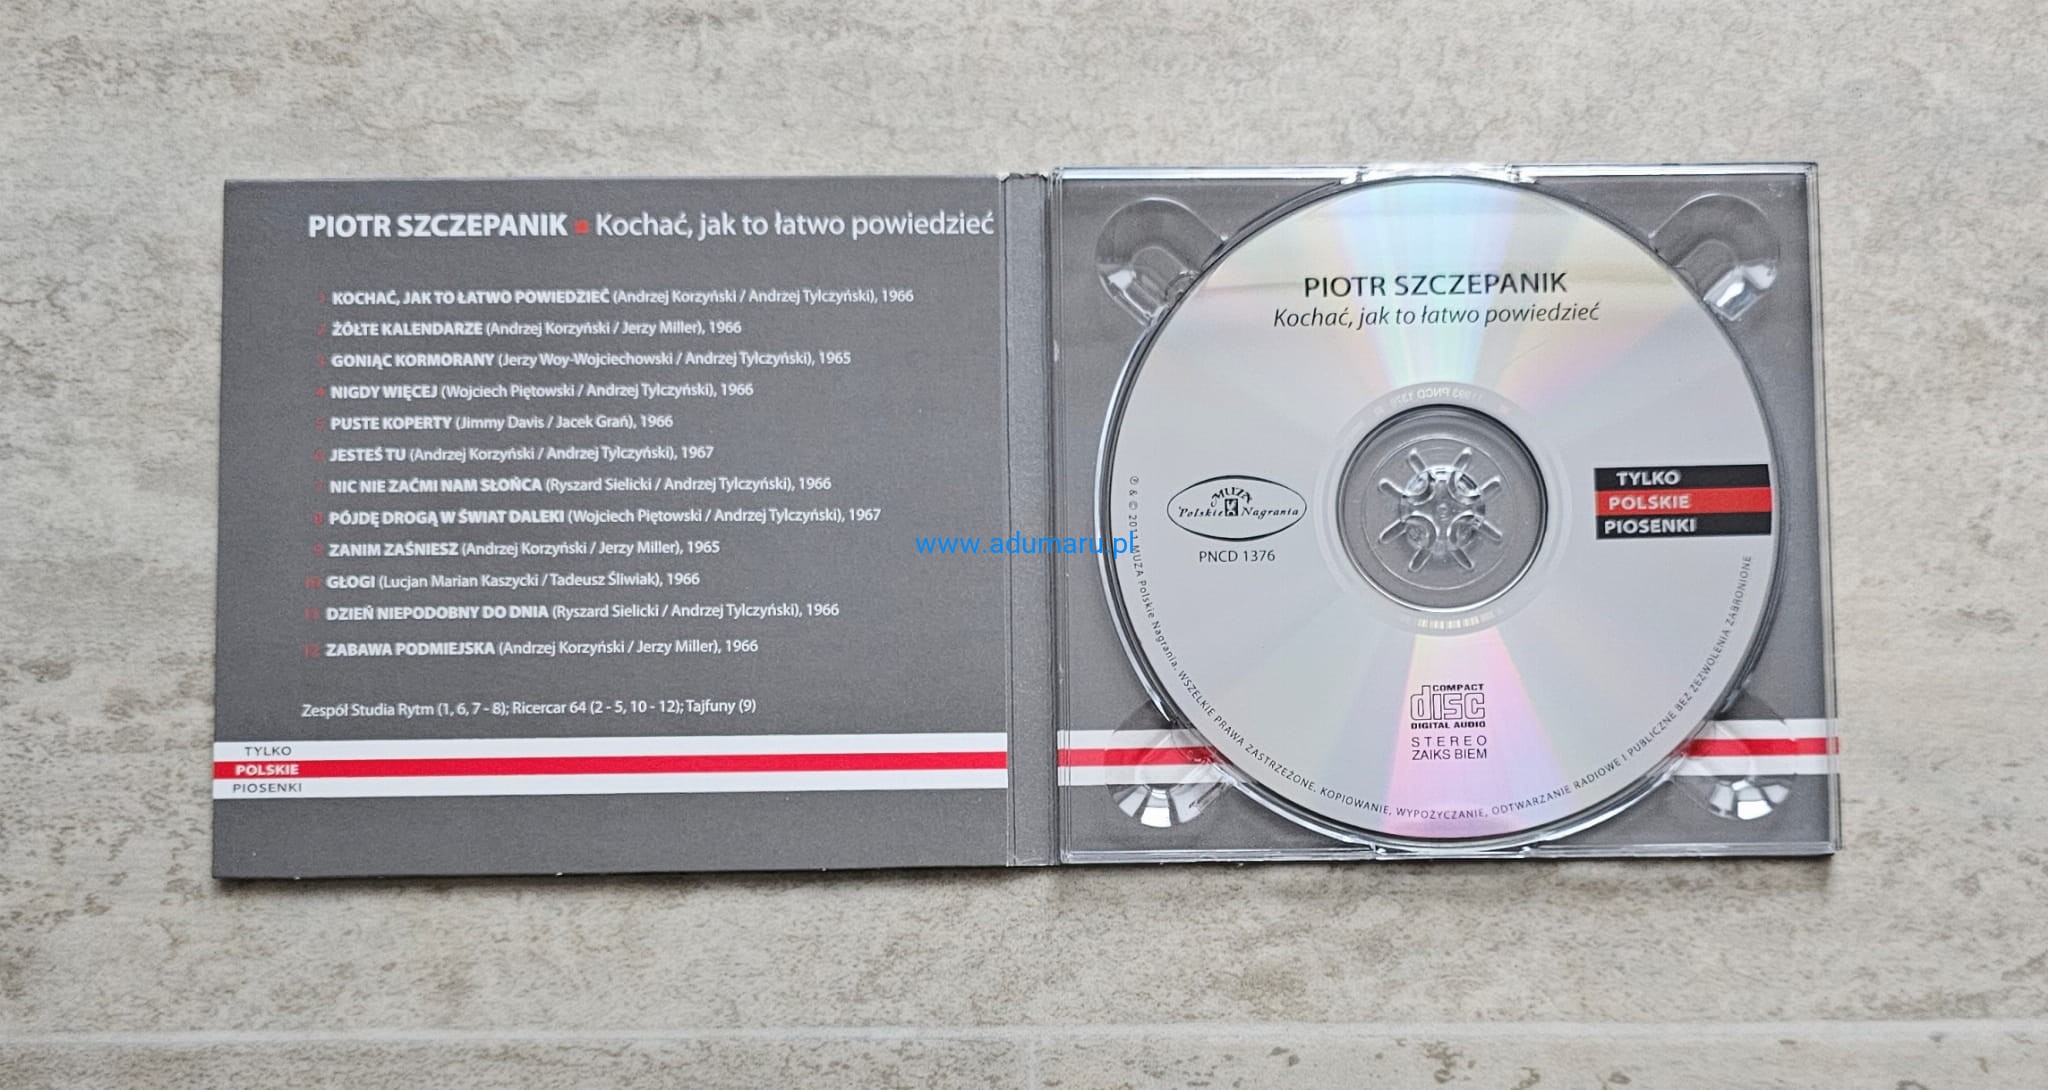 PIOTR SZCZEPANIK ▪ Kochać, jak to łatwo powiedzieć
1 KOCHAĆ, JAK TO ŁATWO POWIEDZIEĆ (Andrzej Korzyński / Andrzej Tylczyński), 1966
2 ŻÓŁTE KALENDARZE (Andrzej Korzyński / Jerzy Miller), 1966
3 GONIĄC KORMORANY (Jerzy Woy-Wojciechowski / Andrzej Tylczyński), 1965
4 NIGDY WIĘCEJ (Wojciech Piętowski / Andrzej Tylczyński), 1966
5 PUSTE KOPERTY (Jimmy Davis / Jacek Grań), 1966
6 JESTEŚ TU (Andrzej Korzyński / Andrzej Tylczyński), 1967
7 NIC NIE ZAĆMI NAM SŁOŃCA (Ryszard Sielicki / Andrzej Tylczyński), 1966
8 PÓJDĘ DROGĄ W ŚWIAT DALEKI (Wojciech Piętowski / Andrzej Tylczyński), 1967
9 ZANIM ZAŚNIESZ (Andrzej Korzyński / Jerzy Miller), 1965
10 GŁOGI (Lucjan Marian Kaszycki / Tadeusz Śliwiak), 1966
11 DZIEŃ NIEPODOBNY DO DNIA (Ryszard Sielicki / Andrzej Tylczyński), 1966
12 ZABAWA PODMIEJSKA (Andrzej Korzyński / Jerzy Miller), 1966
Zespół Studia Rytm (1, 6, 7 - 8); Ricercar 64 (2 - 5, 10 - 12); Tajfuny (9)
TYLKO
POLSKIE
PIOSENKI
www.adumaru.pl
PIOTR SZCZEPANIK
Kochać, jak to łatwo powiedzieć
MUZA
Polskie Nagrania
PNCD 1376
TYLKO
POLSKIE
PIOSENKI
COMPACT
disc
DIGITAL AUDIO
STEREO
ZAIKS BIEM
℗ & © 2011 MUZA Polskie Nagrania. WSZELKIE PRAWA ZASTRZEŻONE. KOPIOWANIE, WYPOŻYCZANIE, ODTWARZANIE RADIOWE I PUBLICZNE BEZ ZEZWOLENIA ZABRONIONE